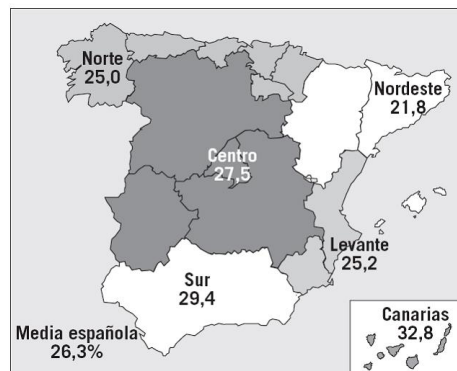 Norte
25,0
Nordeste
21,8
Centro
27,5
Levante
25,2
Sur
29,4
Canarias
32,8
Media española
26,3%